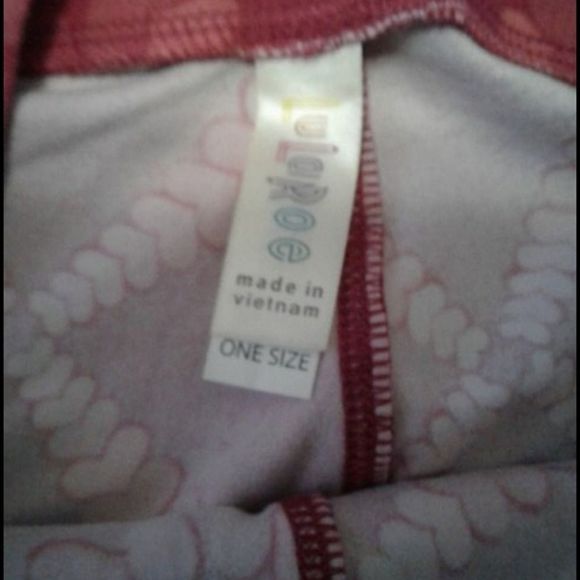 LuLaRoe
made in
vietnam
ONE SIZE